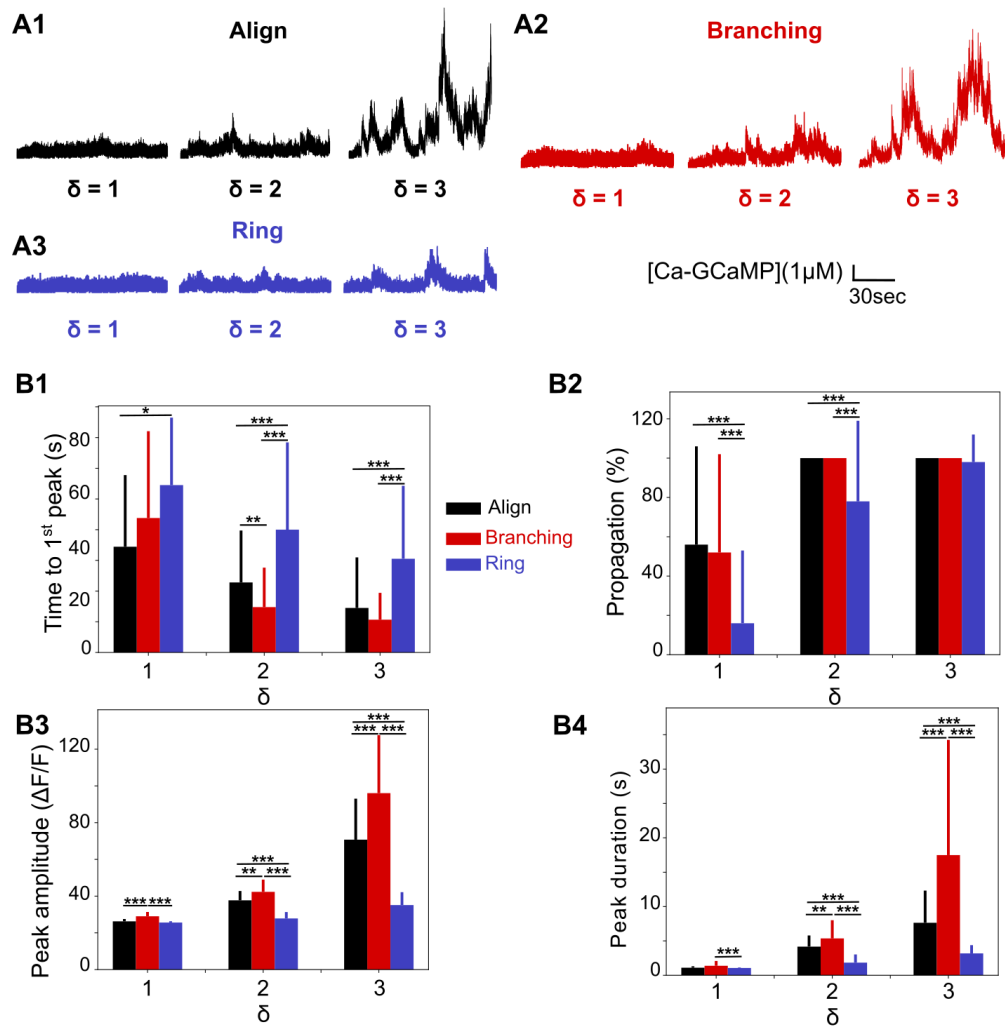 A1
Align
δ = 1
δ = 2
δ = 3
A2
Branching
δ = 1
δ = 2
δ = 3
A3
Ring
δ = 1
δ = 2
δ = 3
[Ca-GCaMP](1µM)
30sec
B1
Time to 1st peak (s)
80
60
40
20
0
*
**
***
***
***
***
1
2
3
δ
Align
Branching
Ring
B2
Propagation (%)
120
80
40
0
***
***
***
***
1
2
3
δ
B3
Peak amplitude (ΔF/F)
120
80
40
0
*** ***
***
** ***
***
*** ***
1
2
3
δ
B4
Peak duration (s)
30
20
10
0
***
***
** ***
***
*** ***
1
2
3
δ